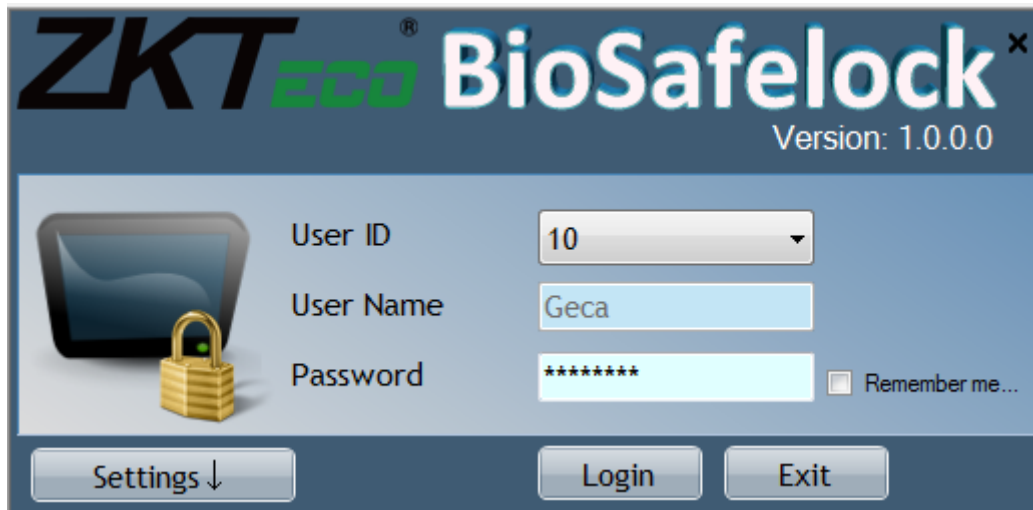 ZKTECO® BioSafelock ×
Version: 1.0.0.0
User ID 10
User Name Geca
Password ******** Remember me...
Settings↓ Login Exit